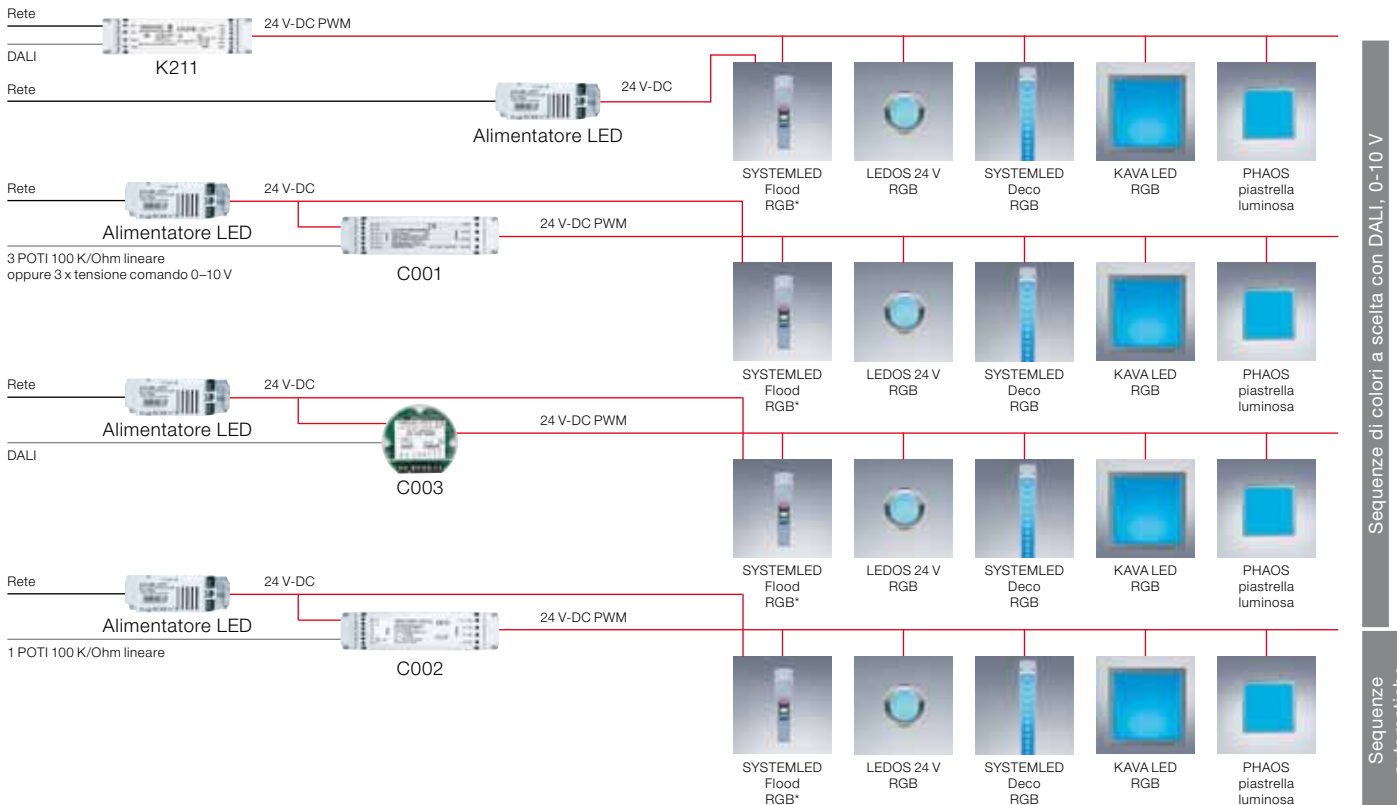 Rete
24 V-DC PWM
DALI
K211
Rete
24 V-DC
Alimentatore LED
SYSTEMLED
Flood
RGB*
LEDOS 24 V
RGB
SYSTEMLED
Deco
RGB
KAVA LED
RGB
PHAOS
piastrella
luminosa
Rete
24 V-DC
Alimentatore LED
24 V-DC PWM
3 POTI 100 K/Ohm lineare
oppure 3 x tensione comando 0–10 V
C001
SYSTEMLED
Flood
RGB*
LEDOS 24 V
RGB
SYSTEMLED
Deco
RGB
KAVA LED
RGB
PHAOS
piastrella
luminosa
Rete
24 V-DC
Alimentatore LED
24 V-DC PWM
DALI
C003
SYSTEMLED
Flood
RGB*
LEDOS 24 V
RGB
SYSTEMLED
Deco
RGB
KAVA LED
RGB
PHAOS
piastrella
luminosa
Rete
24 V-DC
Alimentatore LED
24 V-DC PWM
1 POTI 100 K/Ohm lineare
C002
SYSTEMLED
Flood
RGB*
LEDOS 24 V
RGB
SYSTEMLED
Deco
RGB
KAVA LED
RGB
PHAOS
piastrella
luminosa
Sequenze di colori a scelta con DALI, 0-10 V
Sequenze